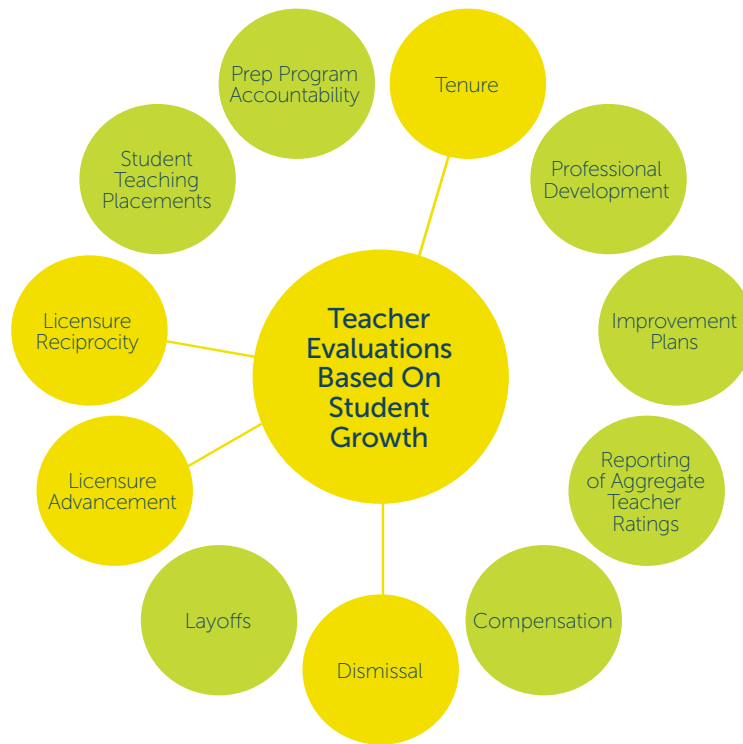 Prep Program
Accountability
Tenure
Student
Teaching
Placements
Professional
Development
Licensure
Reciprocity
Teacher
Evaluations
Based On
Student
Growth
Improvement
Plans
Licensure
Advancement
Reporting
of Aggregate
Teacher
Ratings
Layoffs
Compensation
Dismissal